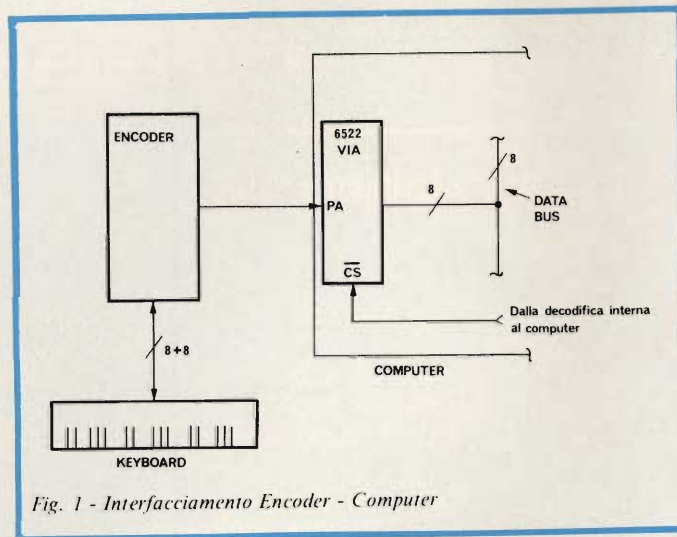 ENCODER
6522
VIA
PA
CS
8
8
DATA
BUS
Dalla decodifica interna
al computer
COMPUTER
8+8
KEYBOARD
Fig. 1 - Interfacciamento Encoder - Computer